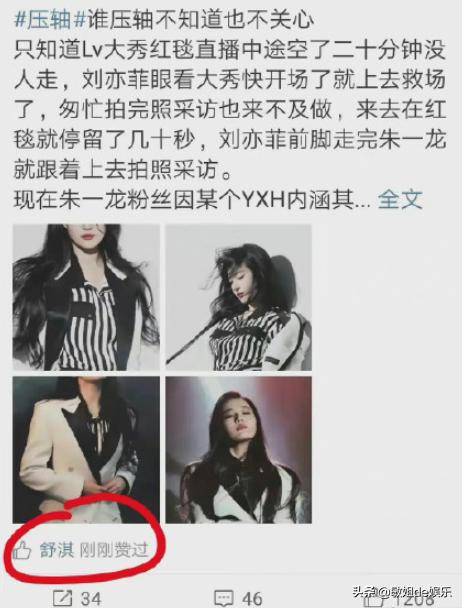 #压轴#谁压轴不知道也不关心
只知道Lv大秀红毯直播中途空了二十分钟没
人走，刘亦菲眼看大秀快开场了就上去救场
了，匆忙拍完照采访也来不及做，来去在红
毯就停留了几十秒，刘亦菲前脚走完朱一龙
就跟着上去拍照采访。
现在朱一龙粉丝因某个YXH内涵其... 全文
舒淇 刚刚赞过
34 46 1208
头条@敏姐de娱乐